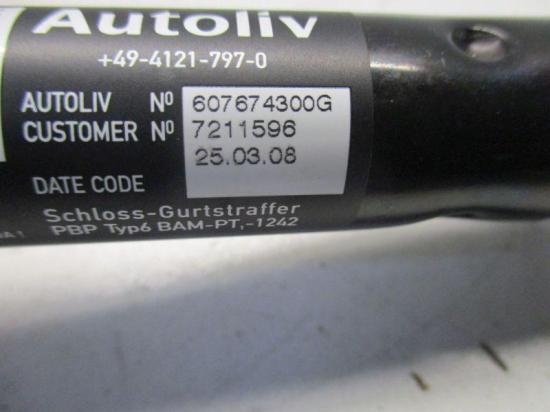 Autoliv
+49-4121-797-0
AUTOLIV Nº 607674300G
CUSTOMER Nº 7211596
25.03.08
DATE CODE
Schloss-Gurtstraffer
PBP Typ6 BAM-PT,-1242